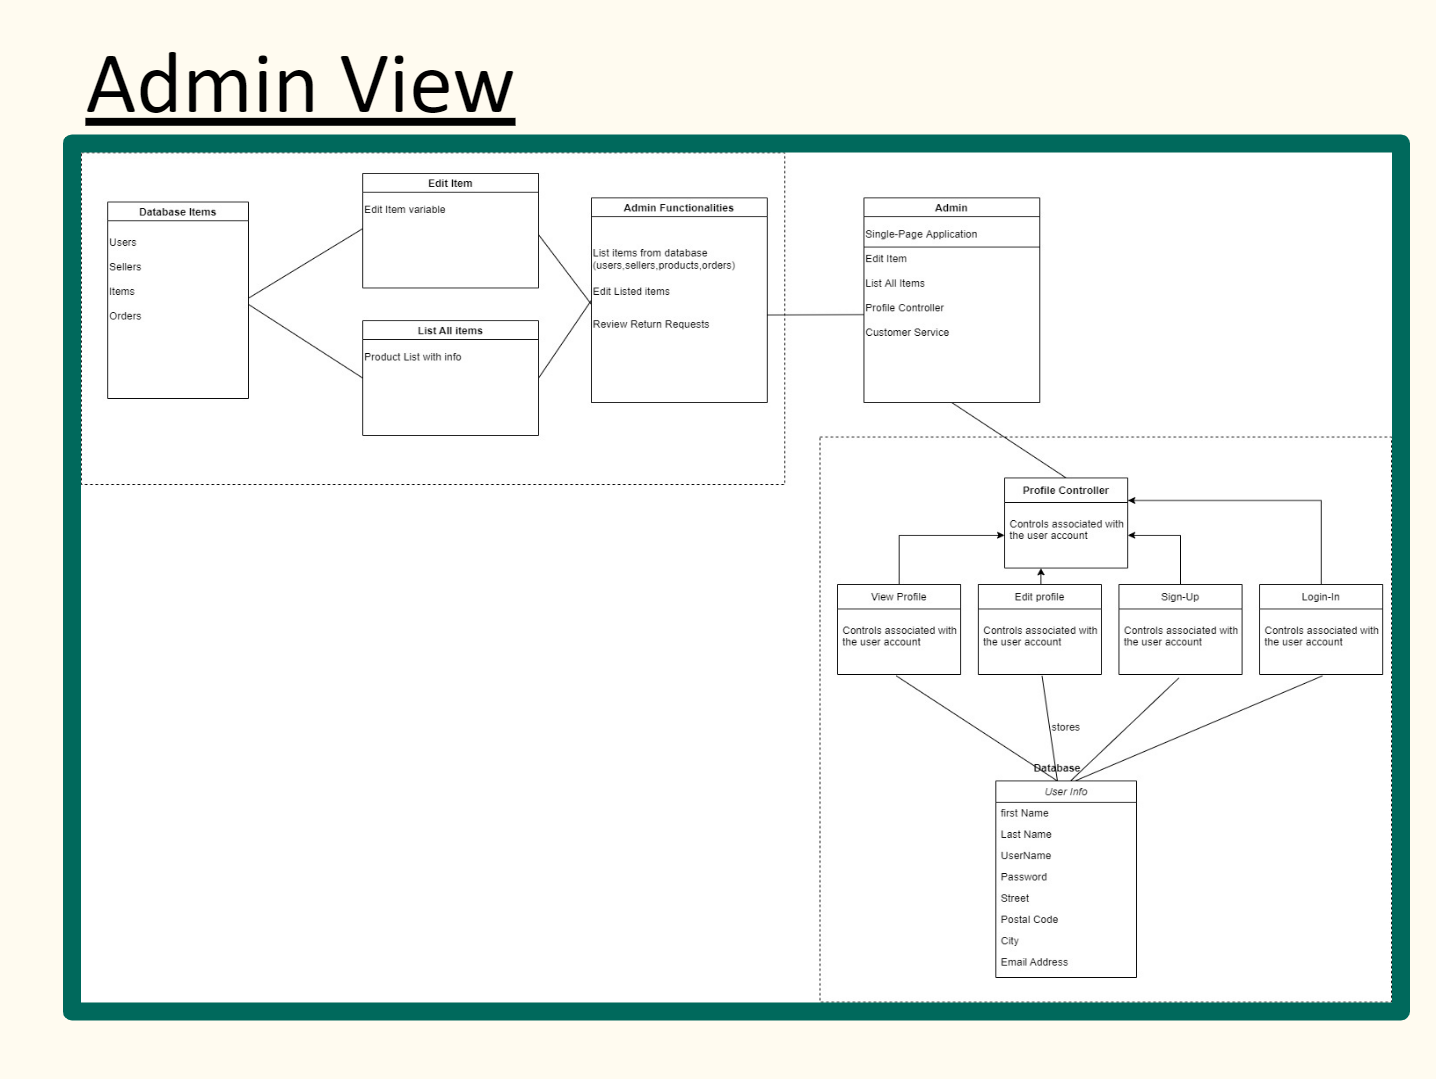 Admin View
Database Items
Users
Sellers
Items
Orders
Edit Item
Edit Item variable
List All items
Product List with info
Admin Functionalities
List items from database
(users,sellers,products,orders)
Edit Listed items
Review Return Requests
Admin
Single-Page Application
Edit Item
List All Items
Profile Controller
Customer Service
Profile Controller
Controls associated with
the user account
View Profile
Controls associated with
the user account
Edit profile
Controls associated with
the user account
Sign-Up
Controls associated with
the user account
Login-In
Controls associated with
the user account
stores
Database
User Info
first Name
Last Name
UserName
Password
Street
Postal Code
City
Email Address